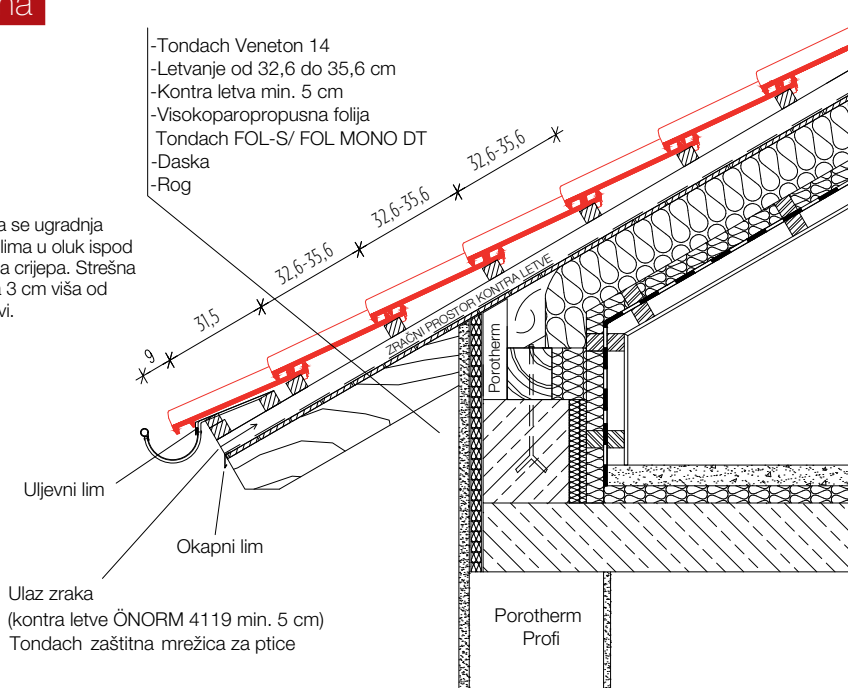 na
-Tondach Veneton 14
-Letvanje od 32,6 do 35,6 cm
-Kontra letva min. 5 cm
-Visokoparopropusna folija
Tondach FOL-S/ FOL MONO DT
-Daska
-Rog
a se ugradnja
lima u oluk ispod
a crijepa. Strešna
3 cm viša od
vi.
9
31,5
32,6-35,6
32,6-35,6
32,6-35,6
ZRAČNI PROSTOR KONTRA LETVE
Porotherm
Uljevni lim
Okapni lim
Ulaz zraka
(kontra letve ÖNORM 4119 min. 5 cm)
Tondach zaštitna mrežica za ptice
Porotherm
Profi